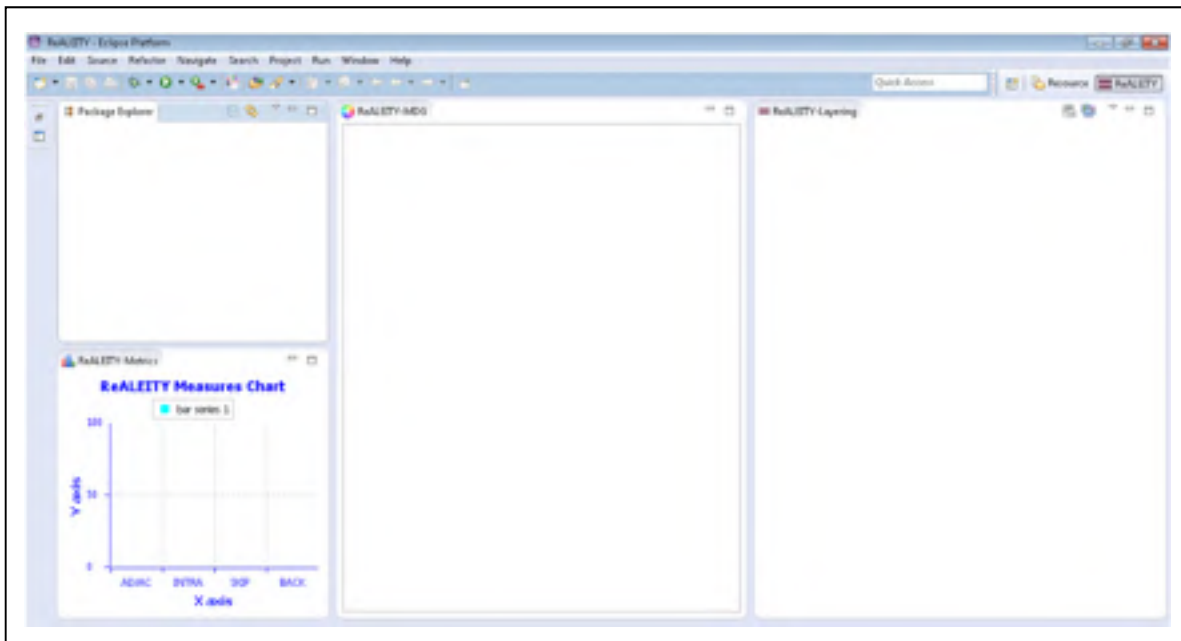 ReALEITY - Eclipse Platform
File Edit Source Refactor Navigate Search Project Run Window Help
Quick Access
Resource
ReALEITY
Package Explorer
ReALEITY-MDG
ReALEITY-Layering
ReALEITY-Metrics
ReALEITY Measures Chart
bar series 1
100
50
0
Y axis
ADJAC INTRA SKIP BACK
X axis